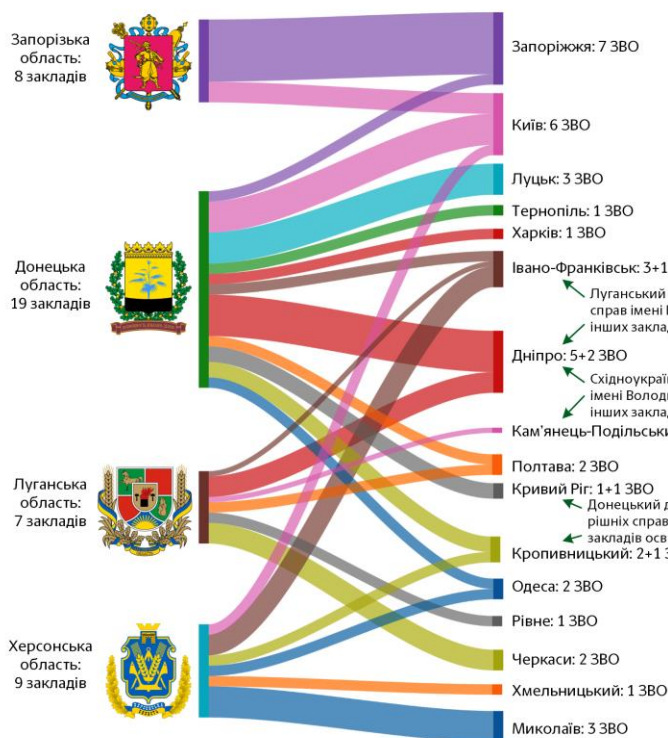 Запорізька
область:
8 закладів
Донецька
область:
19 закладів
Луганська
область:
7 закладів
Херсонська
область:
9 закладів
Запоріжжя: 7 ЗВО
Київ: 6 ЗВО
Луцьк: 3 ЗВО
Тернопіль: 1 ЗВО
Харків: 1 ЗВО
Івано-Франківськ: 3+1
Луганський
справ імені
інших заклад
Дніпро: 5+2 ЗВО
Східноукраї
імені Володи
інших заклад
Кам'янець-Подільськи
Полтава: 2 ЗВО
Кривий Ріг: 1+1 ЗВО
Донецький д
рішніх справ
закладів осв
Кропивницький: 2+1 З
Одеса: 2 ЗВО
Рівне: 1 ЗВО
Черкаси: 2 ЗВО
Хмельницький: 1 ЗВО
Миколаїв: 3 ЗВО